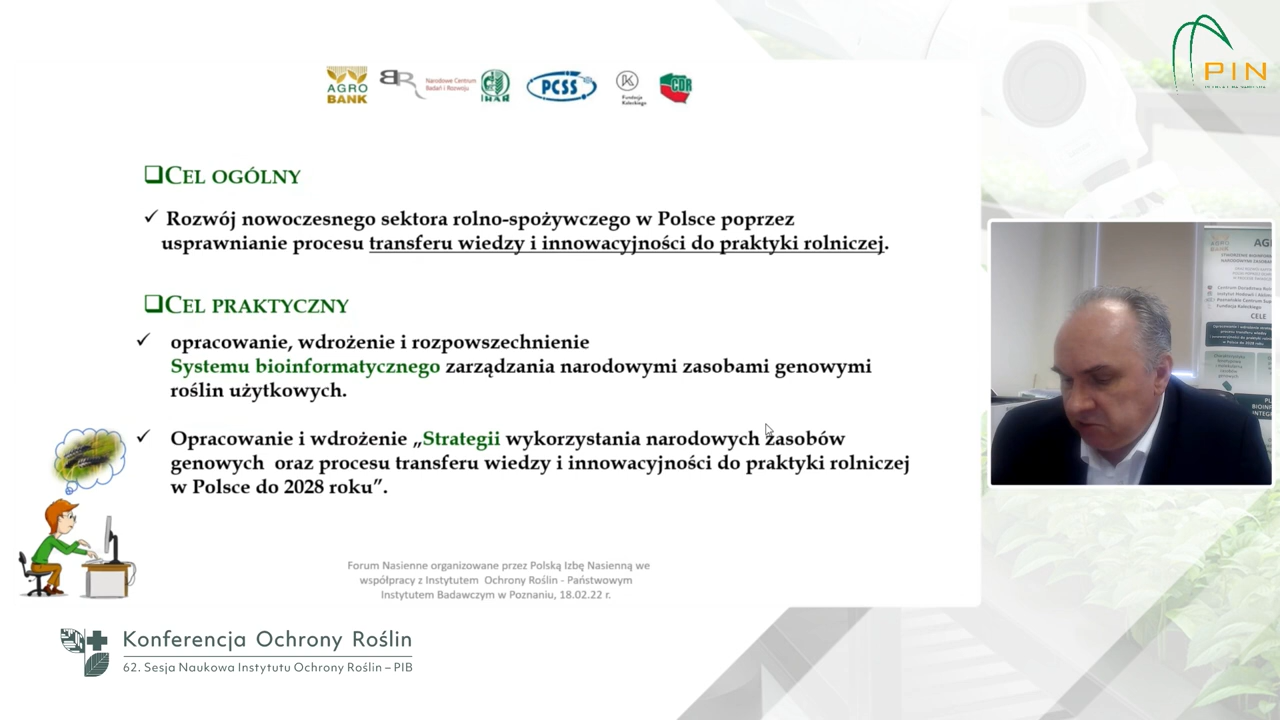 AGRO
BANK
BR
Narodowe Centrum
Badań i Rozwoju
IHAR
PCSS
K
Fundacja
Kaleckiego
CDR
PIN
❑CEL OGÓLNY
✓ Rozwój nowoczesnego sektora rolno-spożywczego w Polsce poprzez
usprawnianie procesu transferu wiedzy i innowacyjności do praktyki rolniczej.
❑CEL PRAKTYCZNY
✓ opracowanie, wdrożenie i rozpowszechnienie
Systemu bioinformatycznego zarządzania narodowymi zasobami genowymi
roślin użytkowych.
✓ Opracowanie i wdrożenie „Strategii wykorzystania narodowych zasobów
genowych oraz procesu transferu wiedzy i innowacyjności do praktyki rolniczej
w Polsce do 2028 roku”.
Forum Nasienne organizowane przez Polską Izbę Nasienną we
współpracy z Instytutem Ochrony Roślin - Państwowym
Instytutem Badawczym w Poznaniu, 18.02.22 r.
AGRO
BANK
AG
CELE
Konferencja Ochrony Roślin
62. Sesja Naukowa Instytutu Ochrony Roślin – PIB